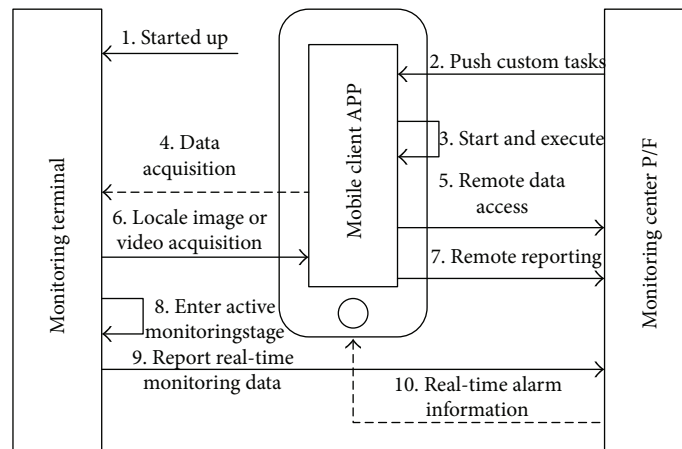 1. Started up
2. Push custom tasks
3. Start and execute
4. Data
acquisition
5. Remote data
access
6. Locale image or
video acquisition
7. Remote reporting
8. Enter active
monitoringstage
9. Report real-time
monitoring data
10. Real-time alarm
information
Monitoring terminal
Mobile client APP
Monitoring center P/F